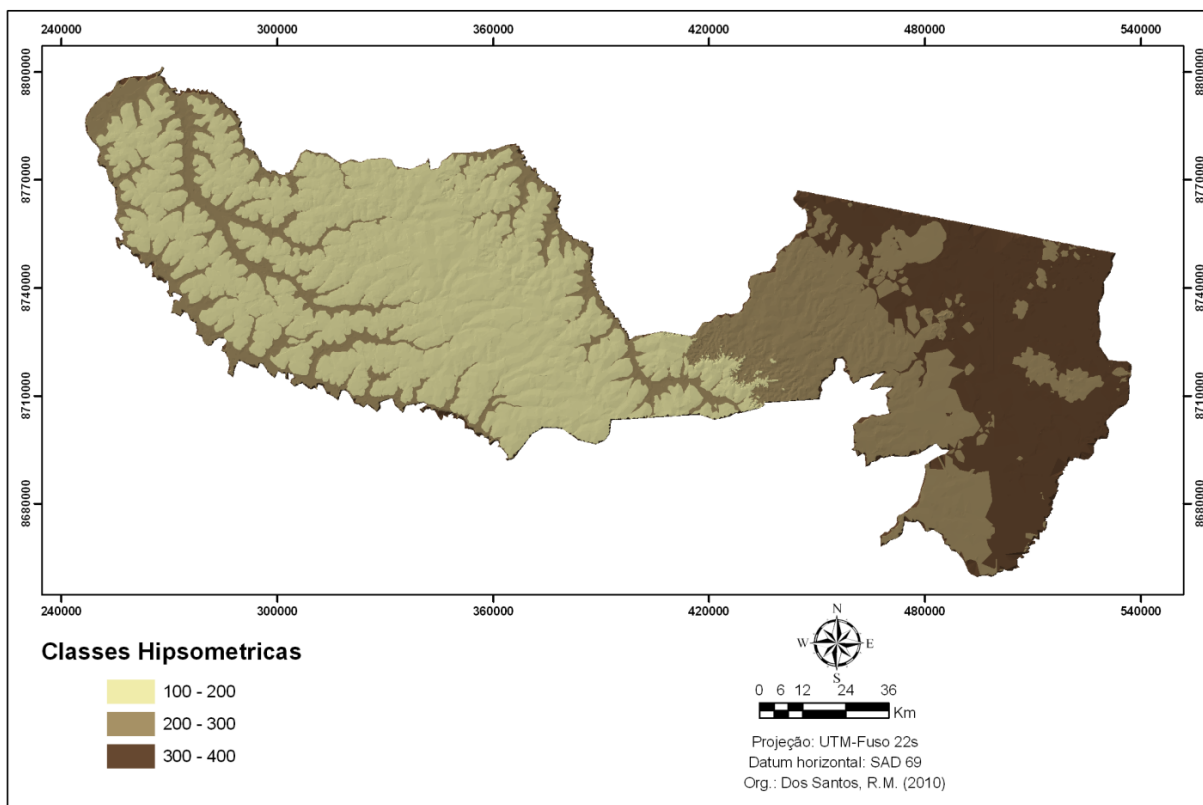 240000 300000 360000 420000 480000 540000
8800000 8800000
8770000 8770000
8740000 8740000
8710000 8710000
8680000 8680000
240000 300000 360000 420000 480000 540000
Classes Hipsometricas
100 - 200
200 - 300
300 - 400
N
W E
S
0 6 12 24 36
Km
Projeção: UTM-Fuso 22s
Datum horizontal: SAD 69
Org.: Dos Santos, R.M. (2010)